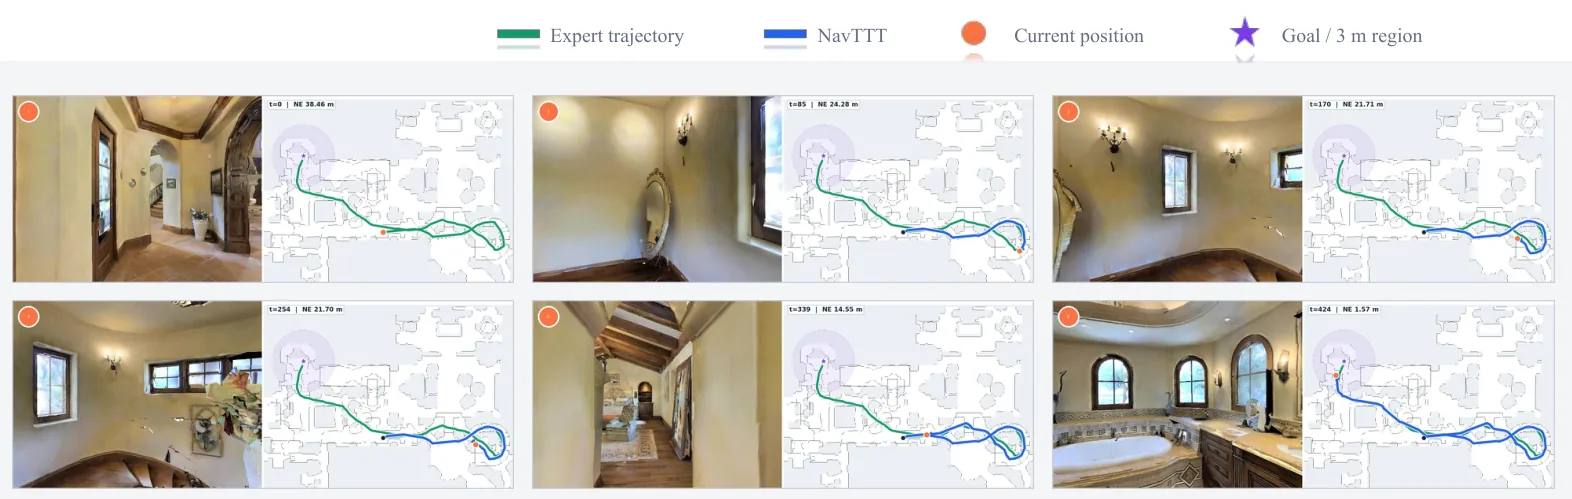 Expert trajectory NavTTT Current position Goal / 3 m region
t=0 | NE 38.46 m
t=85 | NE 24.28 m
t=170 | NE 21.71 m
t=254 | NE 21.70 m
t=339 | NE 14.55 m
t=424 | NE 1.57 m